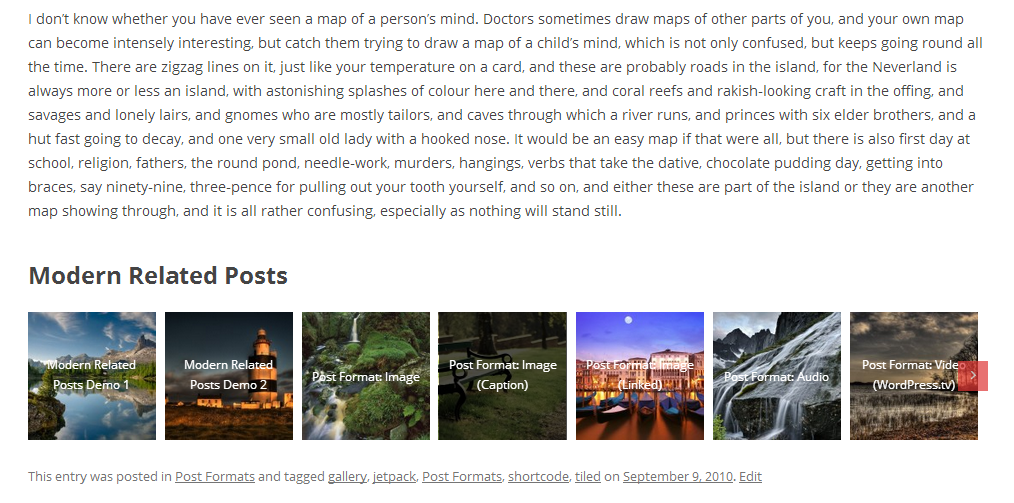 I don’t know whether you have ever seen a map of a person’s mind. Doctors sometimes draw maps of other parts of you, and your own map
can become intensely interesting, but catch them trying to draw a map of a child’s mind, which is not only confused, but keeps going round all
the time. There are zigzag lines on it, just like your temperature on a card, and these are probably roads in the island, for the Neverland is
always more or less an island, with astonishing splashes of colour here and there, and coral reefs and rakish-looking craft in the offing, and
savages and lonely lairs, and gnomes who are mostly tailors, and caves through which a river runs, and princes with six elder brothers, and a
hut fast going to decay, and one very small old lady with a hooked nose. It would be an easy map if that were all, but there is also first day at
school, religion, fathers, the round pond, needle-work, murders, hangings, verbs that take the dative, chocolate pudding day, getting into
braces, say ninety-nine, three-pence for pulling out your tooth yourself, and so on, and either these are part of the island or they are another
map showing through, and it is all rather confusing, especially as nothing will stand still.
Modern Related Posts
Modern Related
Posts Demo 1
Modern Related
Posts Demo 2
Post Format: Image
Post Format: Image
(Caption)
Post Format: Image
(Linked)
Post Format: Audio
Post Format: Video
(WordPress.tv)
This entry was posted in Post Formats and tagged gallery, jetpack, Post Formats, shortcode, tiled on September 9, 2010. Edit